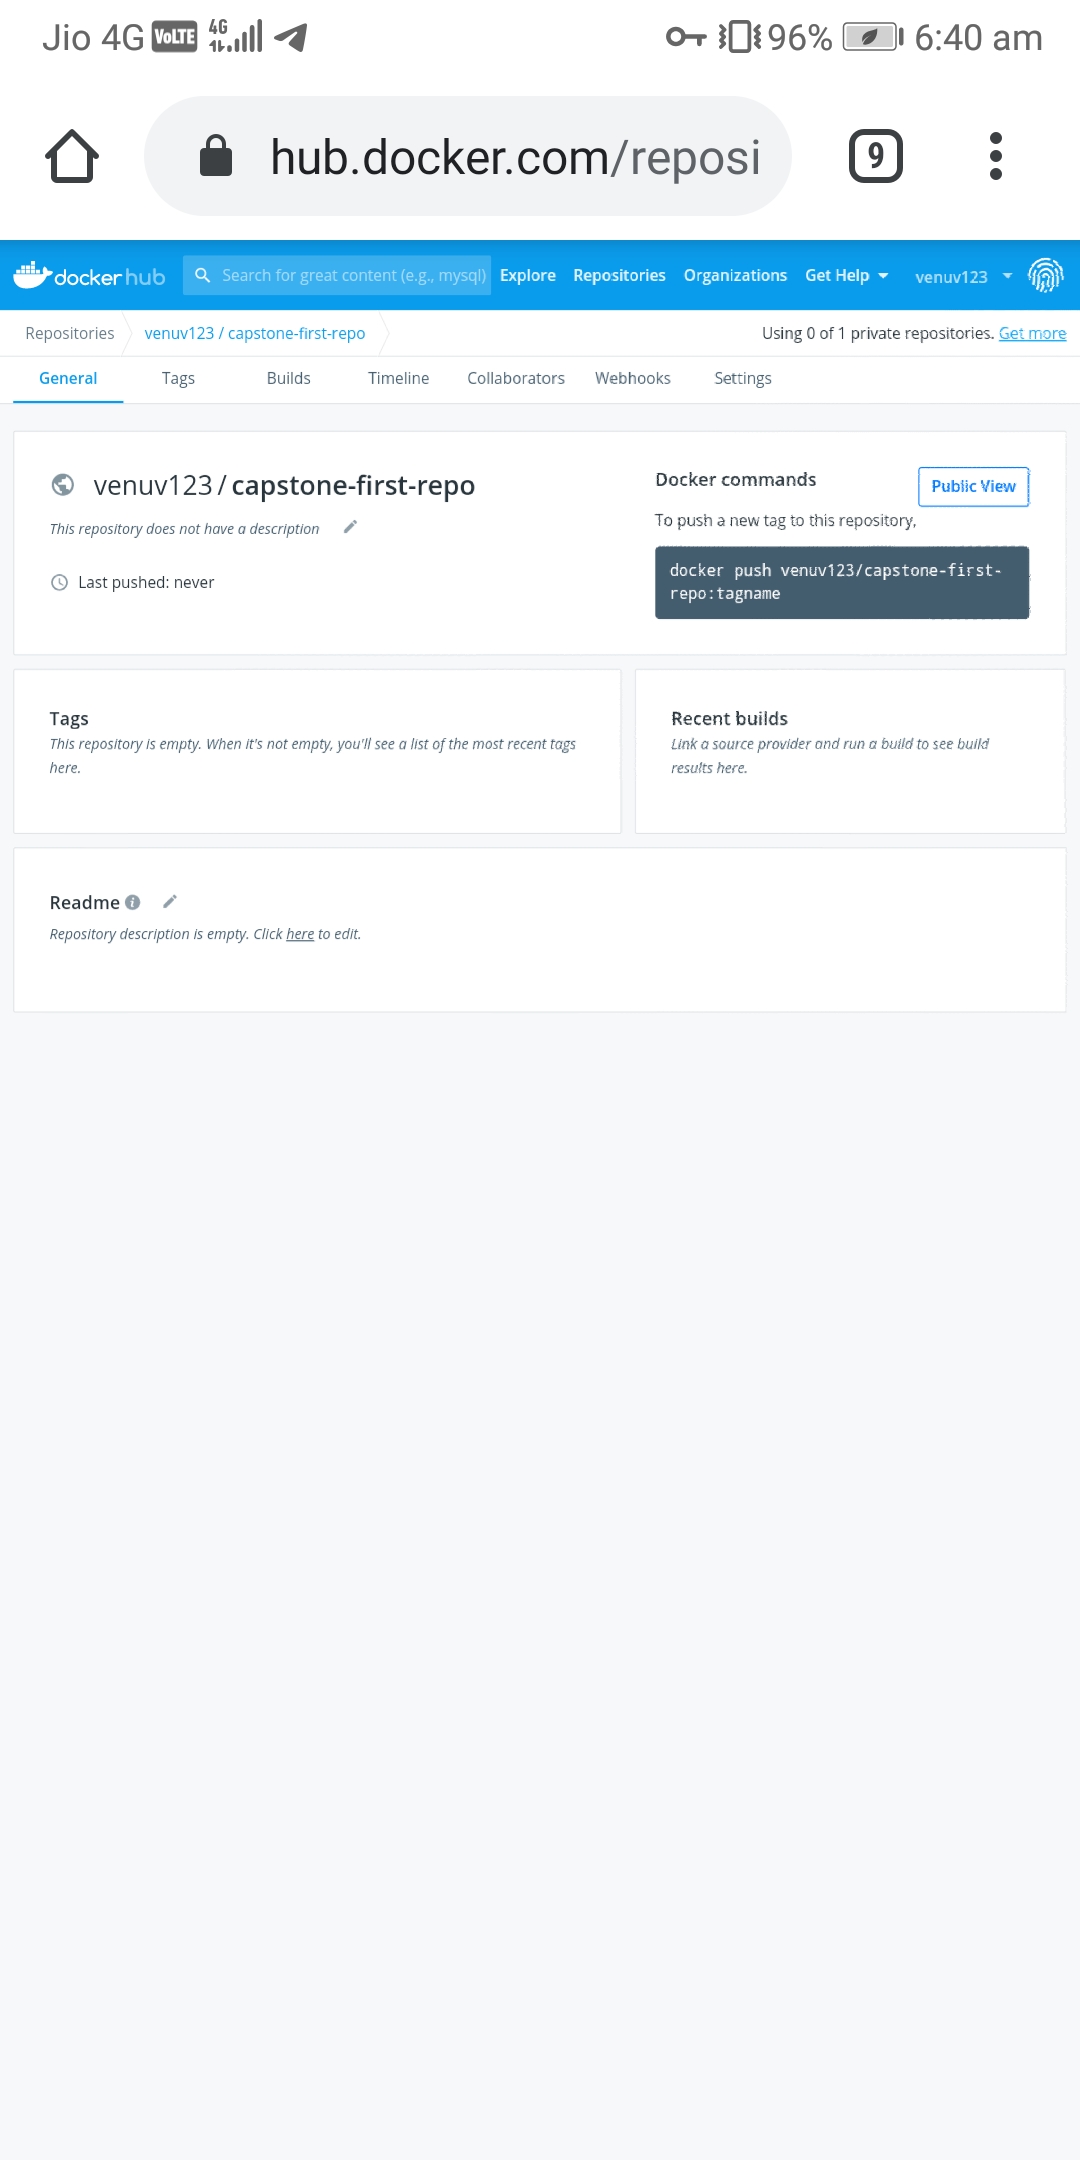 Jio 4G VoLTE 4G 96% 6:40 am
hub.docker.com/reposi 9
docker hub Search for great content (e.g., mysql) Explore Repositories Organizations Get Help venuv123
Repositories venuv123 / capstone-first-repo Using 0 of 1 private repositories. Get more
General Tags Builds Timeline Collaborators Webhooks Settings
venuv123 / capstone-first-repo
This repository does not have a description
Last pushed: never
Docker commands Public View
To push a new tag to this repository,
docker push venuv123/capstone-first-
repo:tagname
Tags
This repository is empty. When it's not empty, you'll see a list of the most recent tags
here.
Recent builds
Link a source provider and run a build to see build
results here.
Readme
Repository description is empty. Click here to edit.